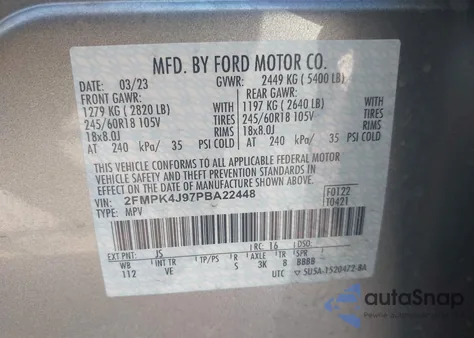 MFD. BY FORD MOTOR CO.
DATE: 03/23 GVWR: 2449 KG ( 5400 LB)
FRONT GAWR: REAR GAWR:
1279 KG ( 2820 LB) 1197 KG ( 2640 LB)
245/60R18 105V TIRES 245/60R18 105V TIRES
18x8.0J RIMS 18x8.0J RIMS
AT 240 kPa/ 35 PSI COLD AT 240 kPa/ 35 PSI COLD
THIS VEHICLE CONFORMS TO ALL APPLICABLE FEDERAL MOTOR
VEHICLE SAFETY AND THEFT PREVENTION STANDARDS IN
EFFECT ON THE DATE OF MANUFACTURE SHOWN ABOVE.
VIN: 2FMPK4J97PBA22448 F0122
TYPE: MPV T0421
EXT PNT: JS RC: 16 DSO:
WB INT TR TP/PS R AXLE TR SPR
112 VE S 3K 8 BBBB
UTC
autoSnap